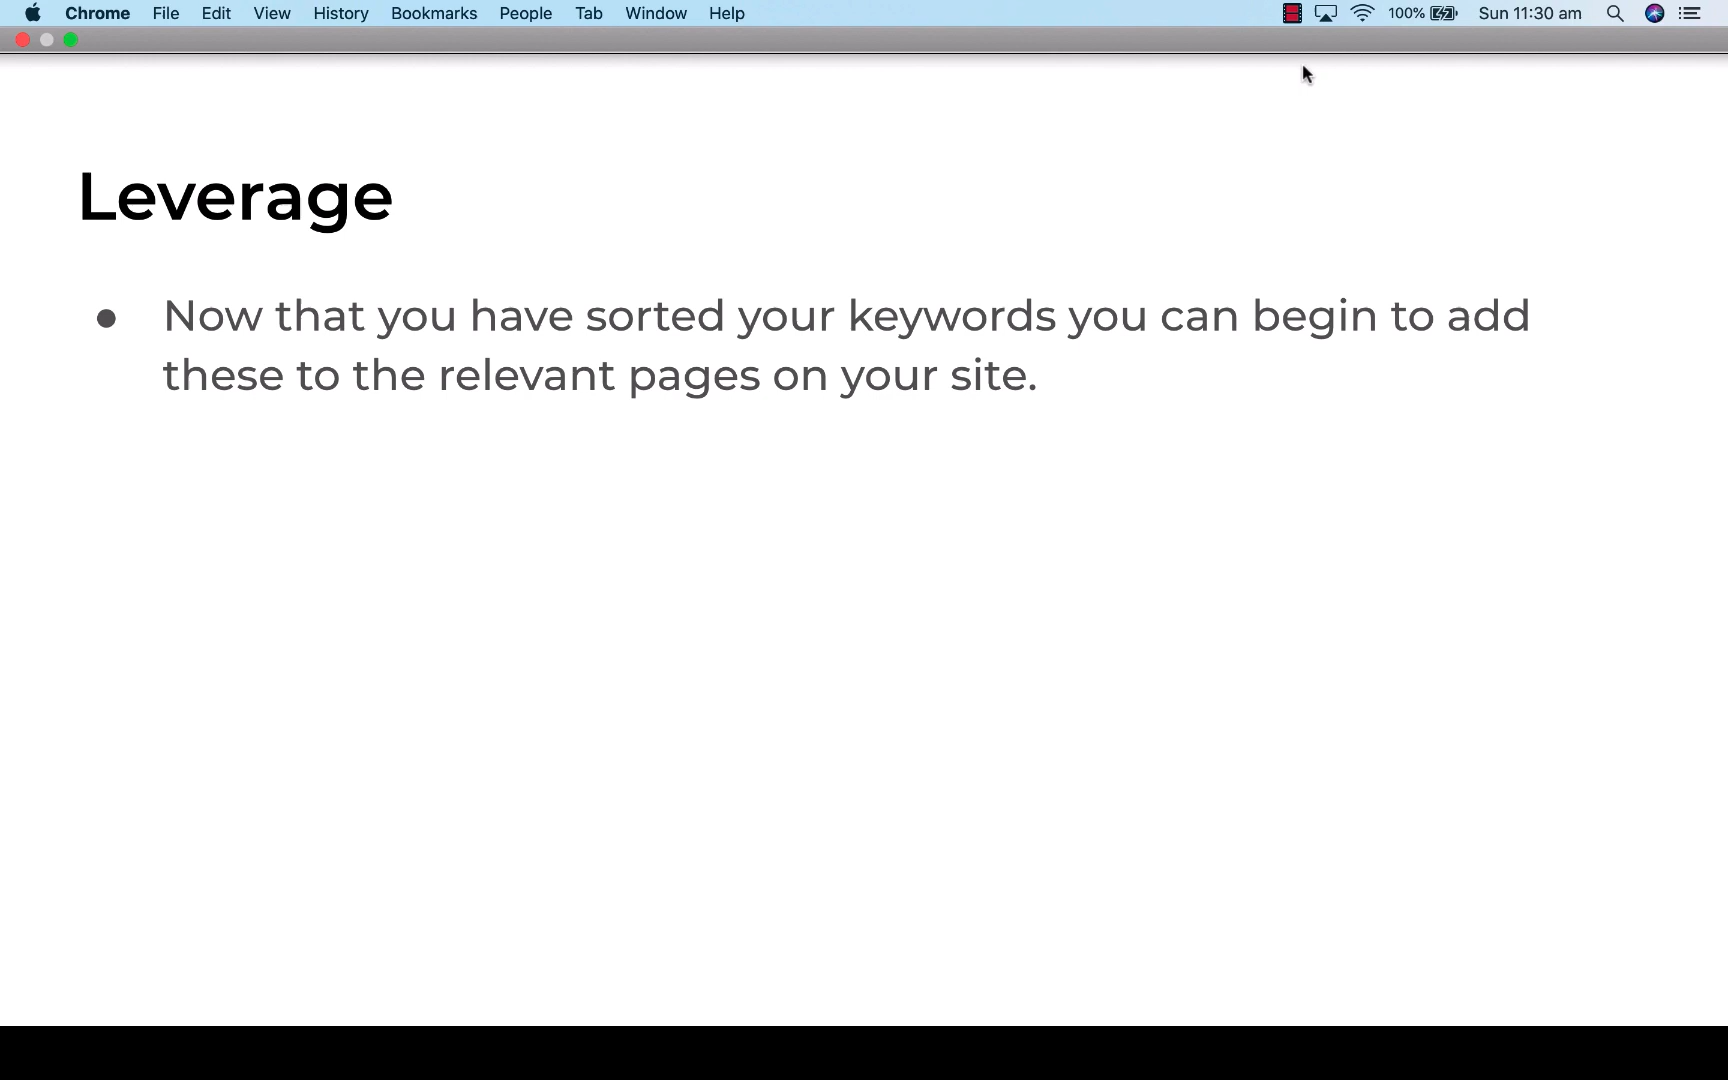 Chrome File Edit View History Bookmarks People Tab Window Help 100% Sun 11:30 am
Leverage
● Now that you have sorted your keywords you can begin to add
these to the relevant pages on your site.